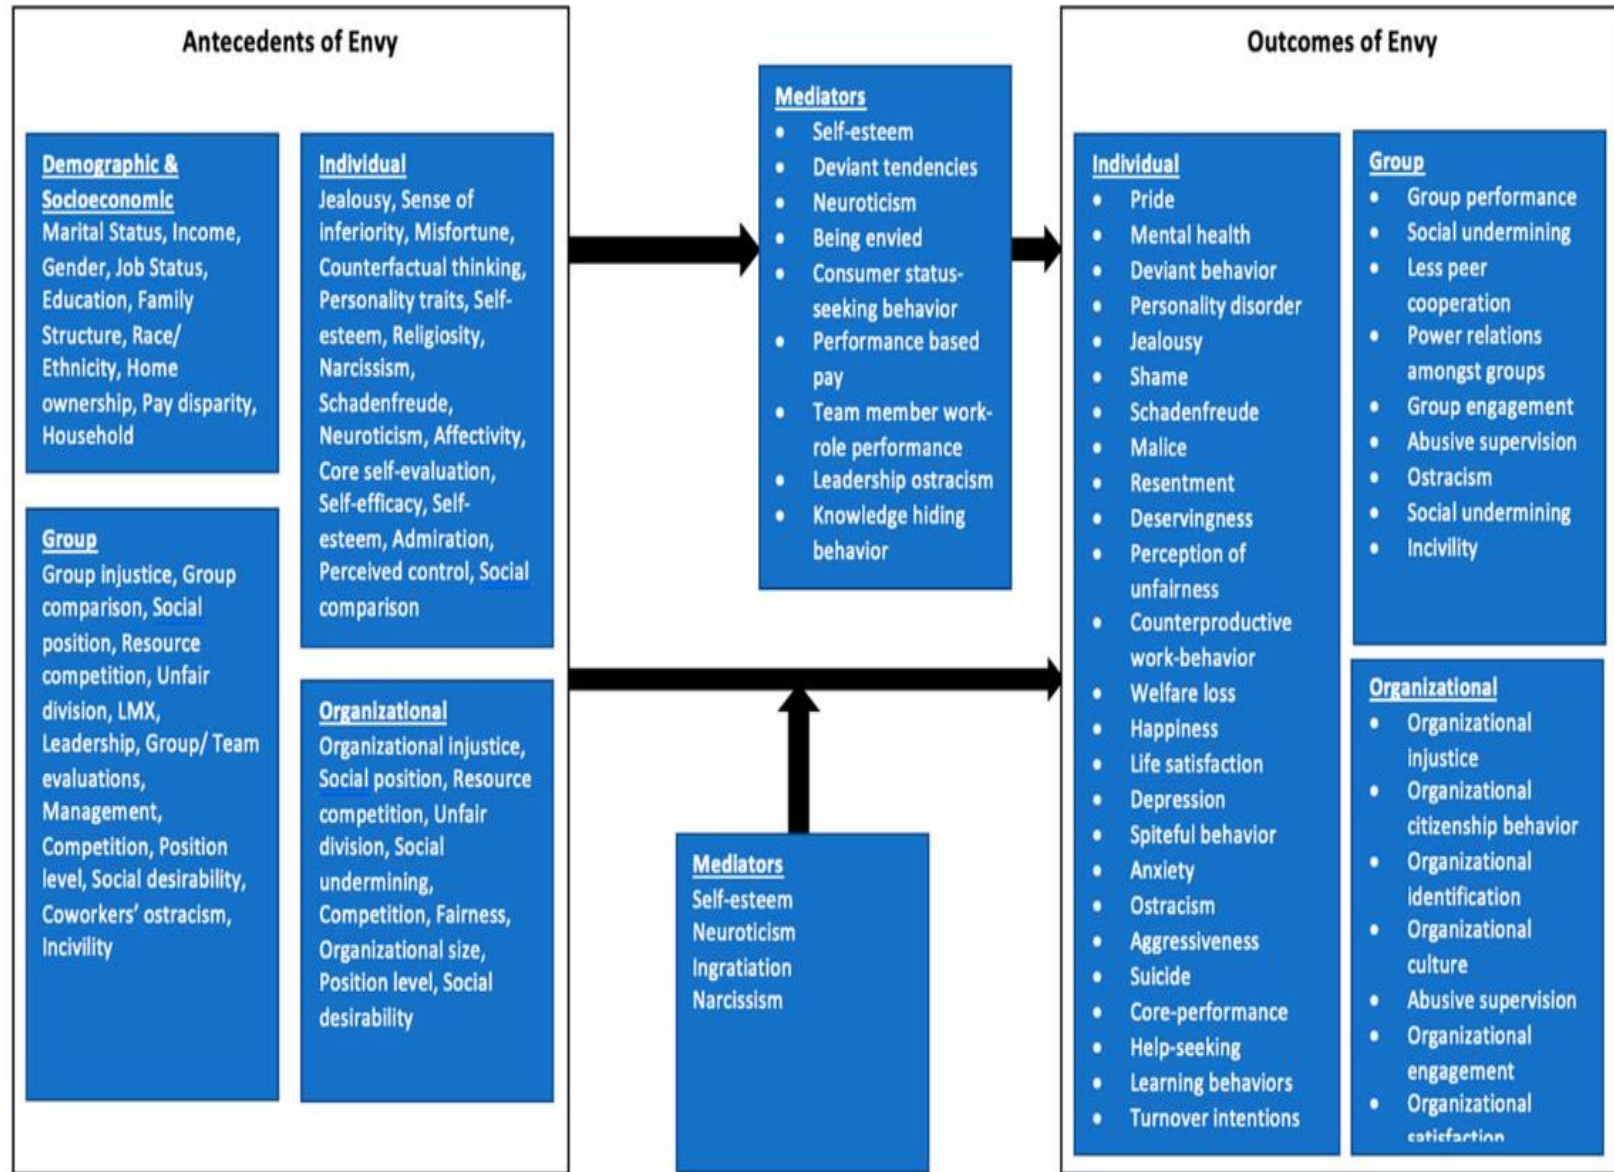 Antecedents of Envy
Demographic &
Socioeconomic
Marital Status, Income,
Gender, Job Status,
Education, Family
Structure, Race/
Ethnicity, Home
ownership, Pay disparity,
Household
Group
Group injustice, Group
comparison, Social
position, Resource
competition, Unfair
division, LMX,
Leadership, Group/ Team
evaluations,
Management,
Competition, Position
level, Social desirability,
Coworkers’ ostracism,
Incivility
Individual
Jealousy, Sense of
inferiority, Misfortune,
Counterfactual thinking,
Personality traits, Self-
esteem, Religiosity,
Narcissism,
Schadenfreude,
Neuroticism, Affectivity,
Core self-evaluation,
Self-efficacy, Self-
esteem, Admiration,
Perceived control, Social
comparison
Organizational
Organizational injustice,
Social position, Resource
competition, Unfair
division, Social
undermining,
Competition, Fairness,
Organizational size,
Position level, Social
desirability
Mediators
• Self-esteem
• Deviant tendencies
• Neuroticism
• Being envied
• Consumer status-
seeking behavior
• Performance based
pay
• Team member work-
role performance
• Leadership ostracism
• Knowledge hiding
behavior
Mediators
Self-esteem
Neuroticism
Ingratiation
Narcissism
Outcomes of Envy
Individual
• Pride
• Mental health
• Deviant behavior
• Personality disorder
• Jealousy
• Shame
• Schadenfreude
• Malice
• Resentment
• Deservingness
• Perception of
unfairness
• Counterproductive
work-behavior
• Welfare loss
• Happiness
• Life satisfaction
• Depression
• Spiteful behavior
• Anxiety
• Ostracism
• Aggressiveness
• Suicide
• Core-performance
• Help-seeking
• Learning behaviors
• Turnover intentions
Group
• Group performance
• Social undermining
• Less peer
cooperation
• Power relations
amongst groups
• Group engagement
• Abusive supervision
• Ostracism
• Social undermining
• Incivility
Organizational
• Organizational
injustice
• Organizational
citizenship behavior
• Organizational
identification
• Organizational
culture
• Abusive supervision
• Organizational
engagement
• Organizational
satisfaction